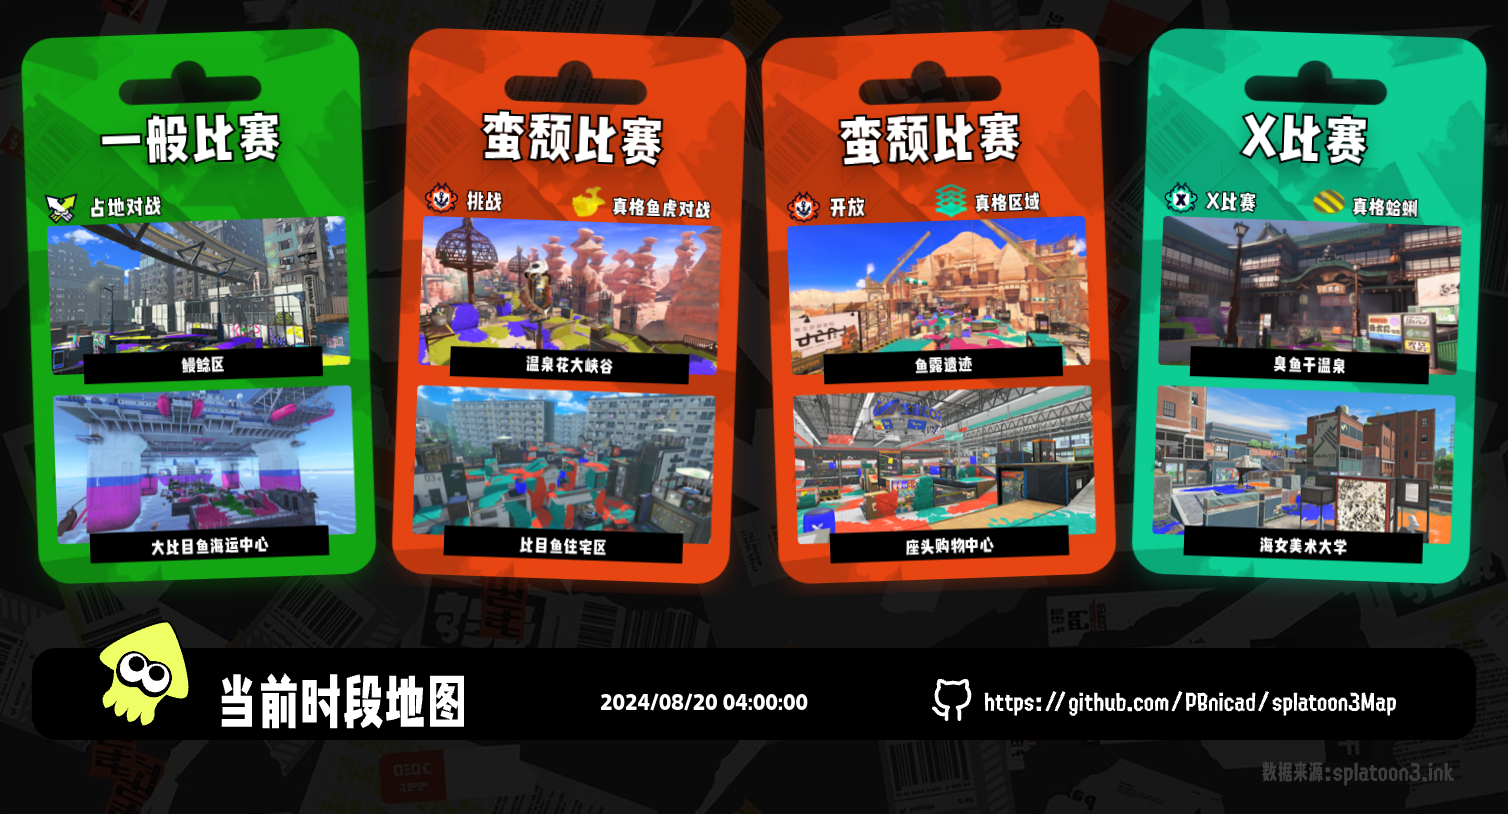 一般比赛
占地对战
鳗鲶区
大比目鱼海运中心
蛮颓比赛
挑战
真格鱼虎对战
温泉花大峡谷
比目鱼住宅区
蛮颓比赛
开放
真格区域
鱼露遗迹
座头购物中心
X比赛
X比赛
真格蛤蜊
臭鱼干温泉
海女美术大学
当前时段地图
2024/08/20 04:00:00
https://github.com/PBnicad/splatoon3Map
数据来源:splatoon3.ink